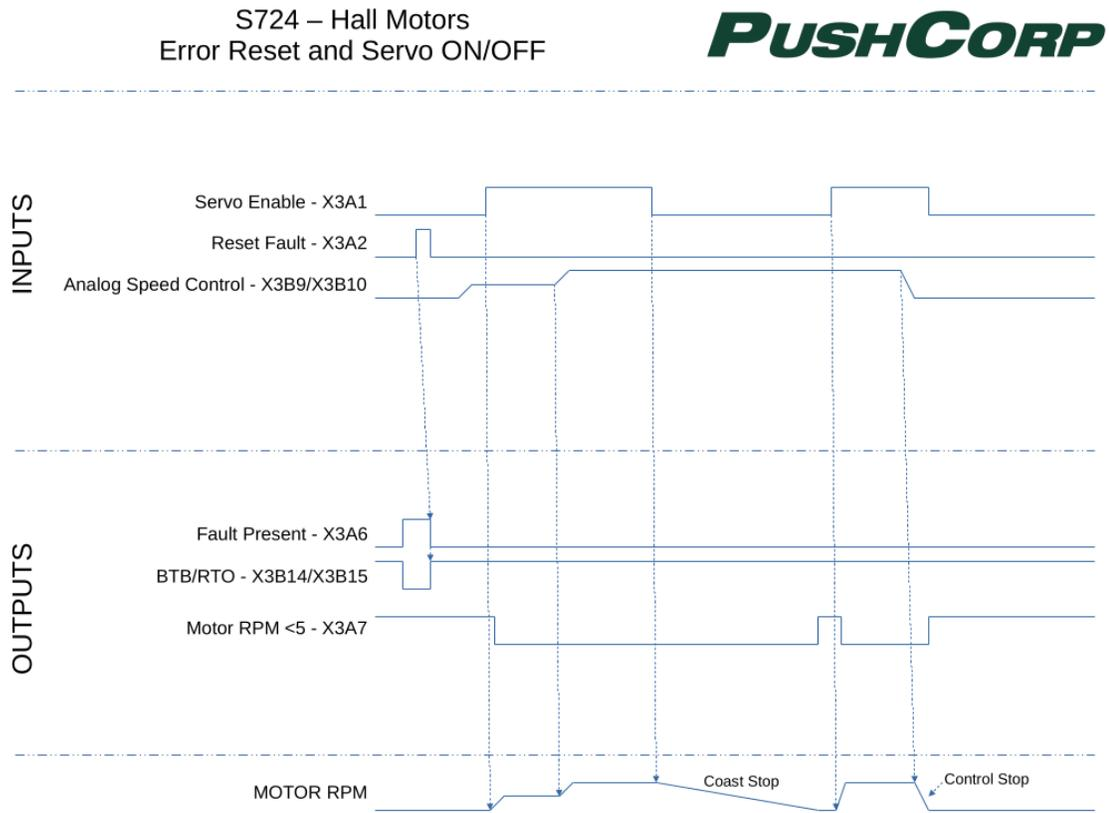 S724 – Hall Motors
Error Reset and Servo ON/OFF
PUSHCORP
INPUTS
Servo Enable - X3A1
Reset Fault - X3A2
Analog Speed Control - X3B9/X3B10
OUTPUTS
Fault Present - X3A6
BTB/RTO - X3B14/X3B15
Motor RPM <5 - X3A7
MOTOR RPM
Coast Stop
Control Stop